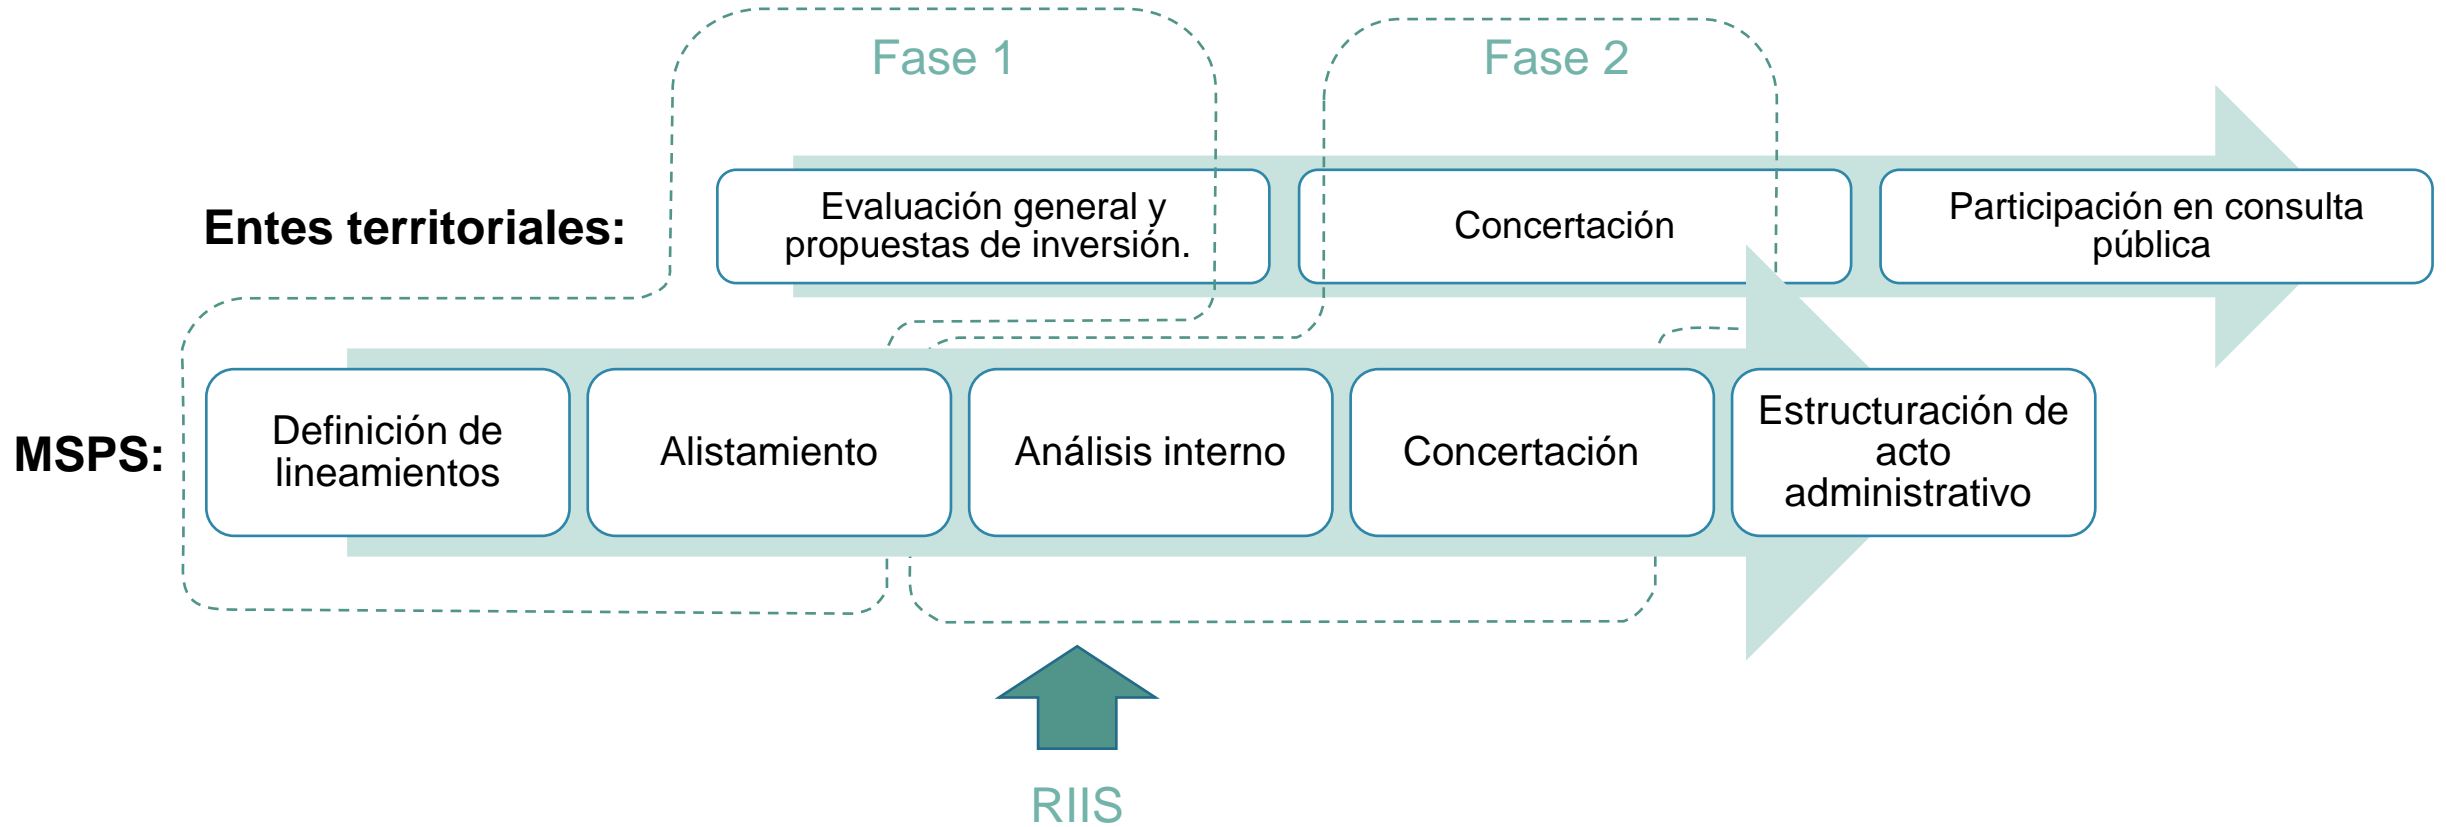 Fase 1
Fase 2
Entes territoriales:
Evaluación general y
propuestas de inversión.
Concertación
Participación en consulta
pública
MSPS:
Definición de
lineamientos
Alistamiento
Análisis interno
Concertación
Estructuración de
acto
administrativo
RIIS